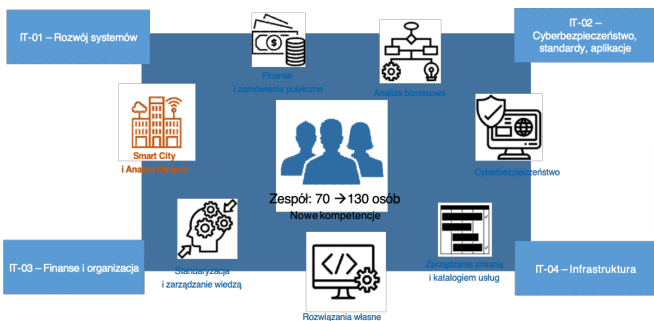 IT-01 – Rozwój systemów
IT-02 –
Cyberbezpieczeństwo,
standardy, aplikacje
Finanse
i zamówienia publiczne
Analiza biznesowa
Smart City
i Analiza Danych
Cyberbezpieczeństwo
Zespół: 70 → 130 osób
Nowe kompetencje
Standaryzacja
i zarządzanie wiedzą
Zarządzanie zmianą
i katalogiem usług
IT-03 – Finanse i organizacja
IT-04 – Infrastruktura
Rozwiązania własne